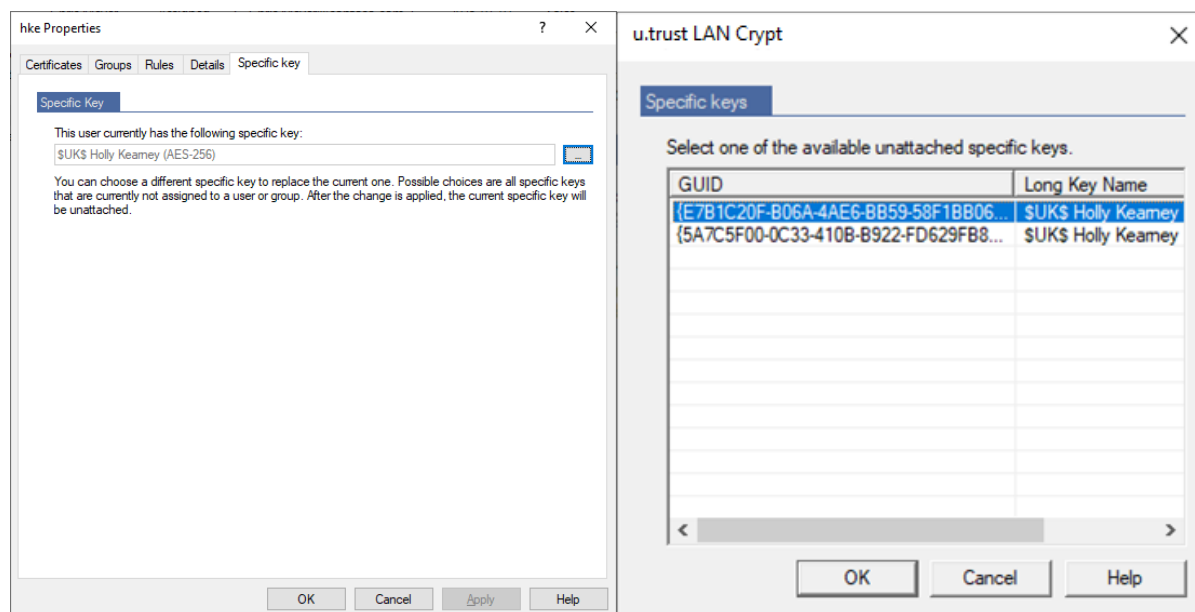 hke Properties
?
Certificates Groups Rules Details Specific key
Specific Key
This user currently has the following specific key:
$UK$ Holly Kearney (AES-256)
...
You can choose a different specific key to replace the current one. Possible choices are all specific keys
that are currently not assigned to a user or group. After the change is applied, the current specific key will
be unattached.
OK Cancel Apply Help
u.trust LAN Crypt
Specific keys
Select one of the available unattached specific keys.
GUID Long Key Name
{E7B1C20F-B06A-4AE6-BB59-58F1BB06... $UK$ Holly Kearney
{5A7C5F00-0C33-410B-B922-FD629FB8... $UK$ Holly Kearney
OK Cancel Help